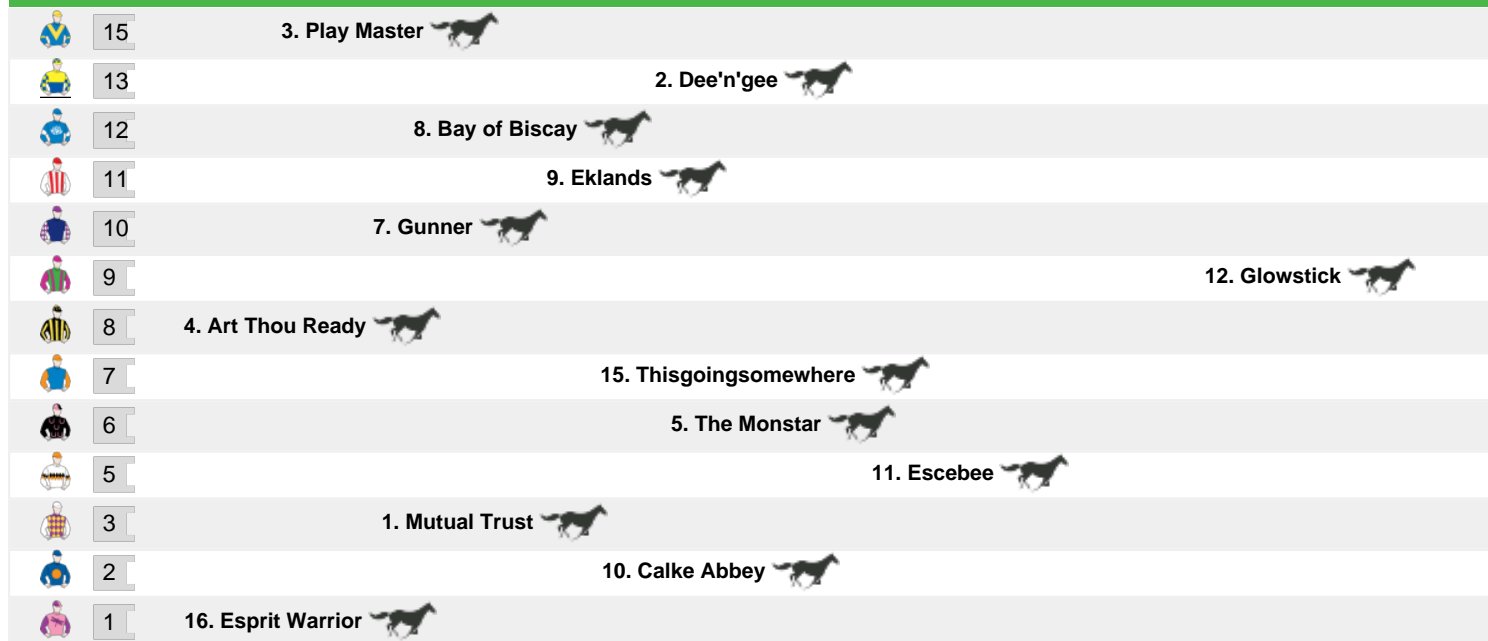 15 3. Play Master
13 2. Dee'n'gee
12 8. Bay of Biscay
11 9. Eklands
10 7. Gunner
9 12. Glowstick
8 4. Art Thou Ready
7 15. Thisgoingsomewhere
6 5. The Monstar
5 11. Escebee
3 1. Mutual Trust
2 10. Calke Abbey
1 16. Esprit Warrior